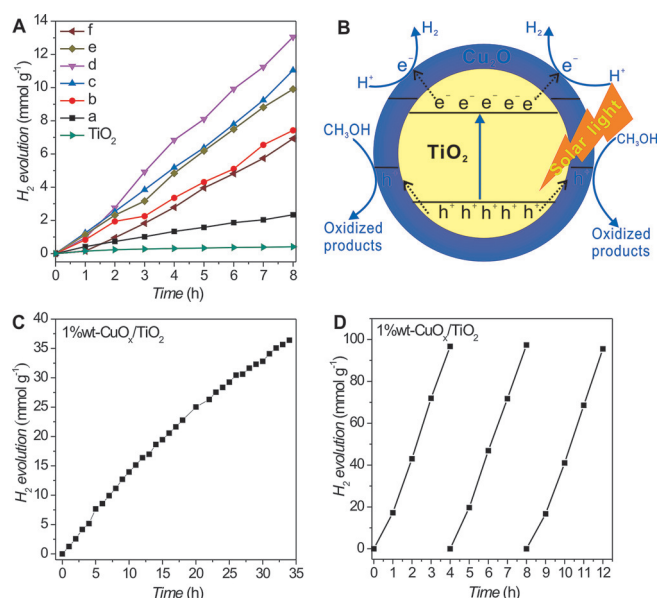 A
H₂ evolution (mmol g⁻¹)
14
12
10
8
6
4
2
0
f
e
d
c
b
a
TiO₂
0 1 2 3 4 5 6 7 8
Time (h)
B
H₂
H₂
Cu₂O
e⁻
e⁻
H⁺
H⁺
e⁻ e⁻ e⁻ e⁻ e⁻
CH₃OH
CH₃OH
TiO₂
Solar light
h⁺
h⁺
h⁺ h⁺ h⁺ h⁺ h⁺
Oxidized
products
Oxidized
products
C
1%wt-CuOₓ/TiO₂
H₂ evolution (mmol g⁻¹)
40
35
30
25
20
15
10
5
0
0 5 10 15 20 25 30 35
Time (h)
D
1%wt-CuOₓ/TiO₂
H₂ evolution (mmol g⁻¹)
100
80
60
40
20
0
0 1 2 3 4 5 6 7 8 9 10 11 12
Time (h)